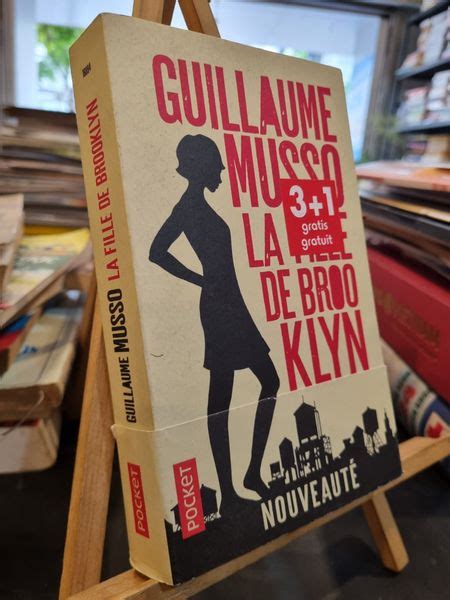 GUILLAUME
MUSSO
LA FILLE
DE BROO
KLYN
3+1
gratis
gratuit
NOUVEAUTÉ
POCKET
GUILLAUME MUSSO LA FILLE DE BROOKLYN
POCKET